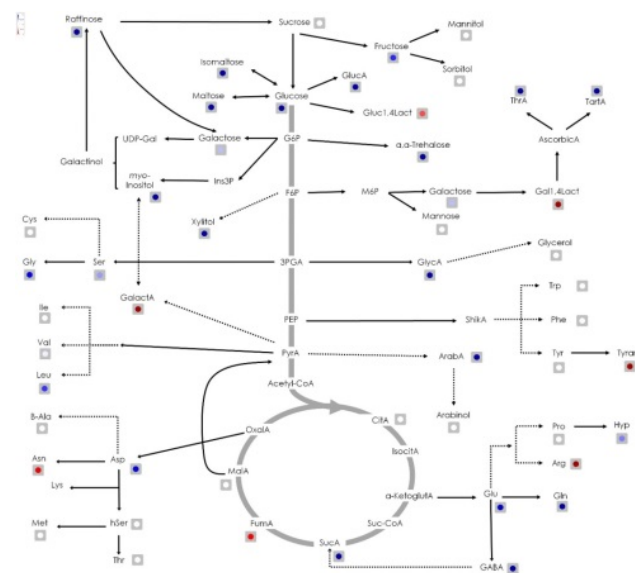 Raffinose
Sucrose
Mannitol
Fructose
Isomaltose
GlucA
Sorbitol
Maltose
Glucose
ThrA
TartA
Gluc1,4Lact
UDP-Gal
Galactose
G6P
AscorbicA
α,α-Trehalose
Galactinol
myo-
Inositol
Ins3P
F6P
M6P
Galactose
Gal1,4Lact
Cys
Xylitol
Mannose
Glycerol
Gly
Ser
3PGA
GlycA
Ile
GalactA
Trp
PEP
ShikA
Phe
Val
PyrA
ArabA
Tyr
Tyra
Leu
Acetyl-CoA
Arabinol
B-Ala
OxalA
CitA
Pro
Hyp
IsocitA
Asn
Asp
MalA
Arg
Lys
α-KetoglutA
Glu
Gln
Met
hSer
FumA
Suc-CoA
SucA
Thr
GABA